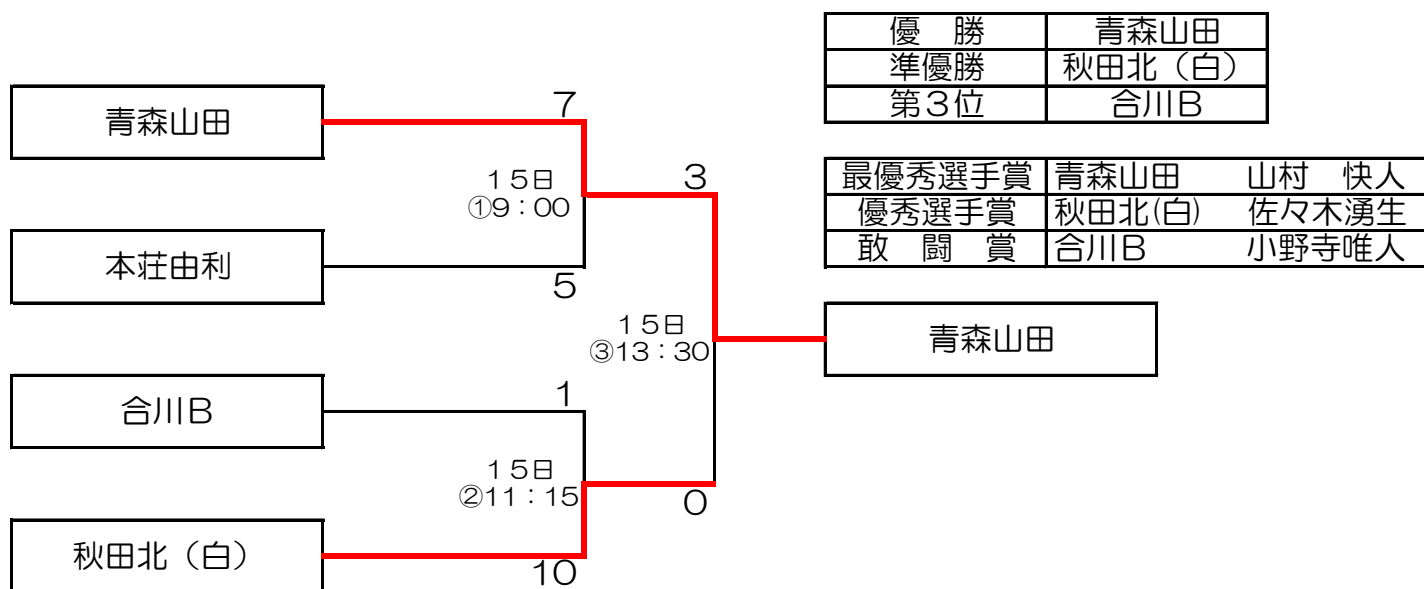 優　勝　青森山田
準優勝　秋田北（白）
第３位　合川Ｂ
最優秀選手賞　青森山田　山村　快人
優秀選手賞　秋田北(白)　佐々木湧生
敢　闘　賞　合川Ｂ　小野寺唯人
青森山田
7
１５日
①９：００
3
本荘由利
5
１５日
③13：30
青森山田
合川Ｂ
1
１５日
②11：15
0
秋田北（白）
10